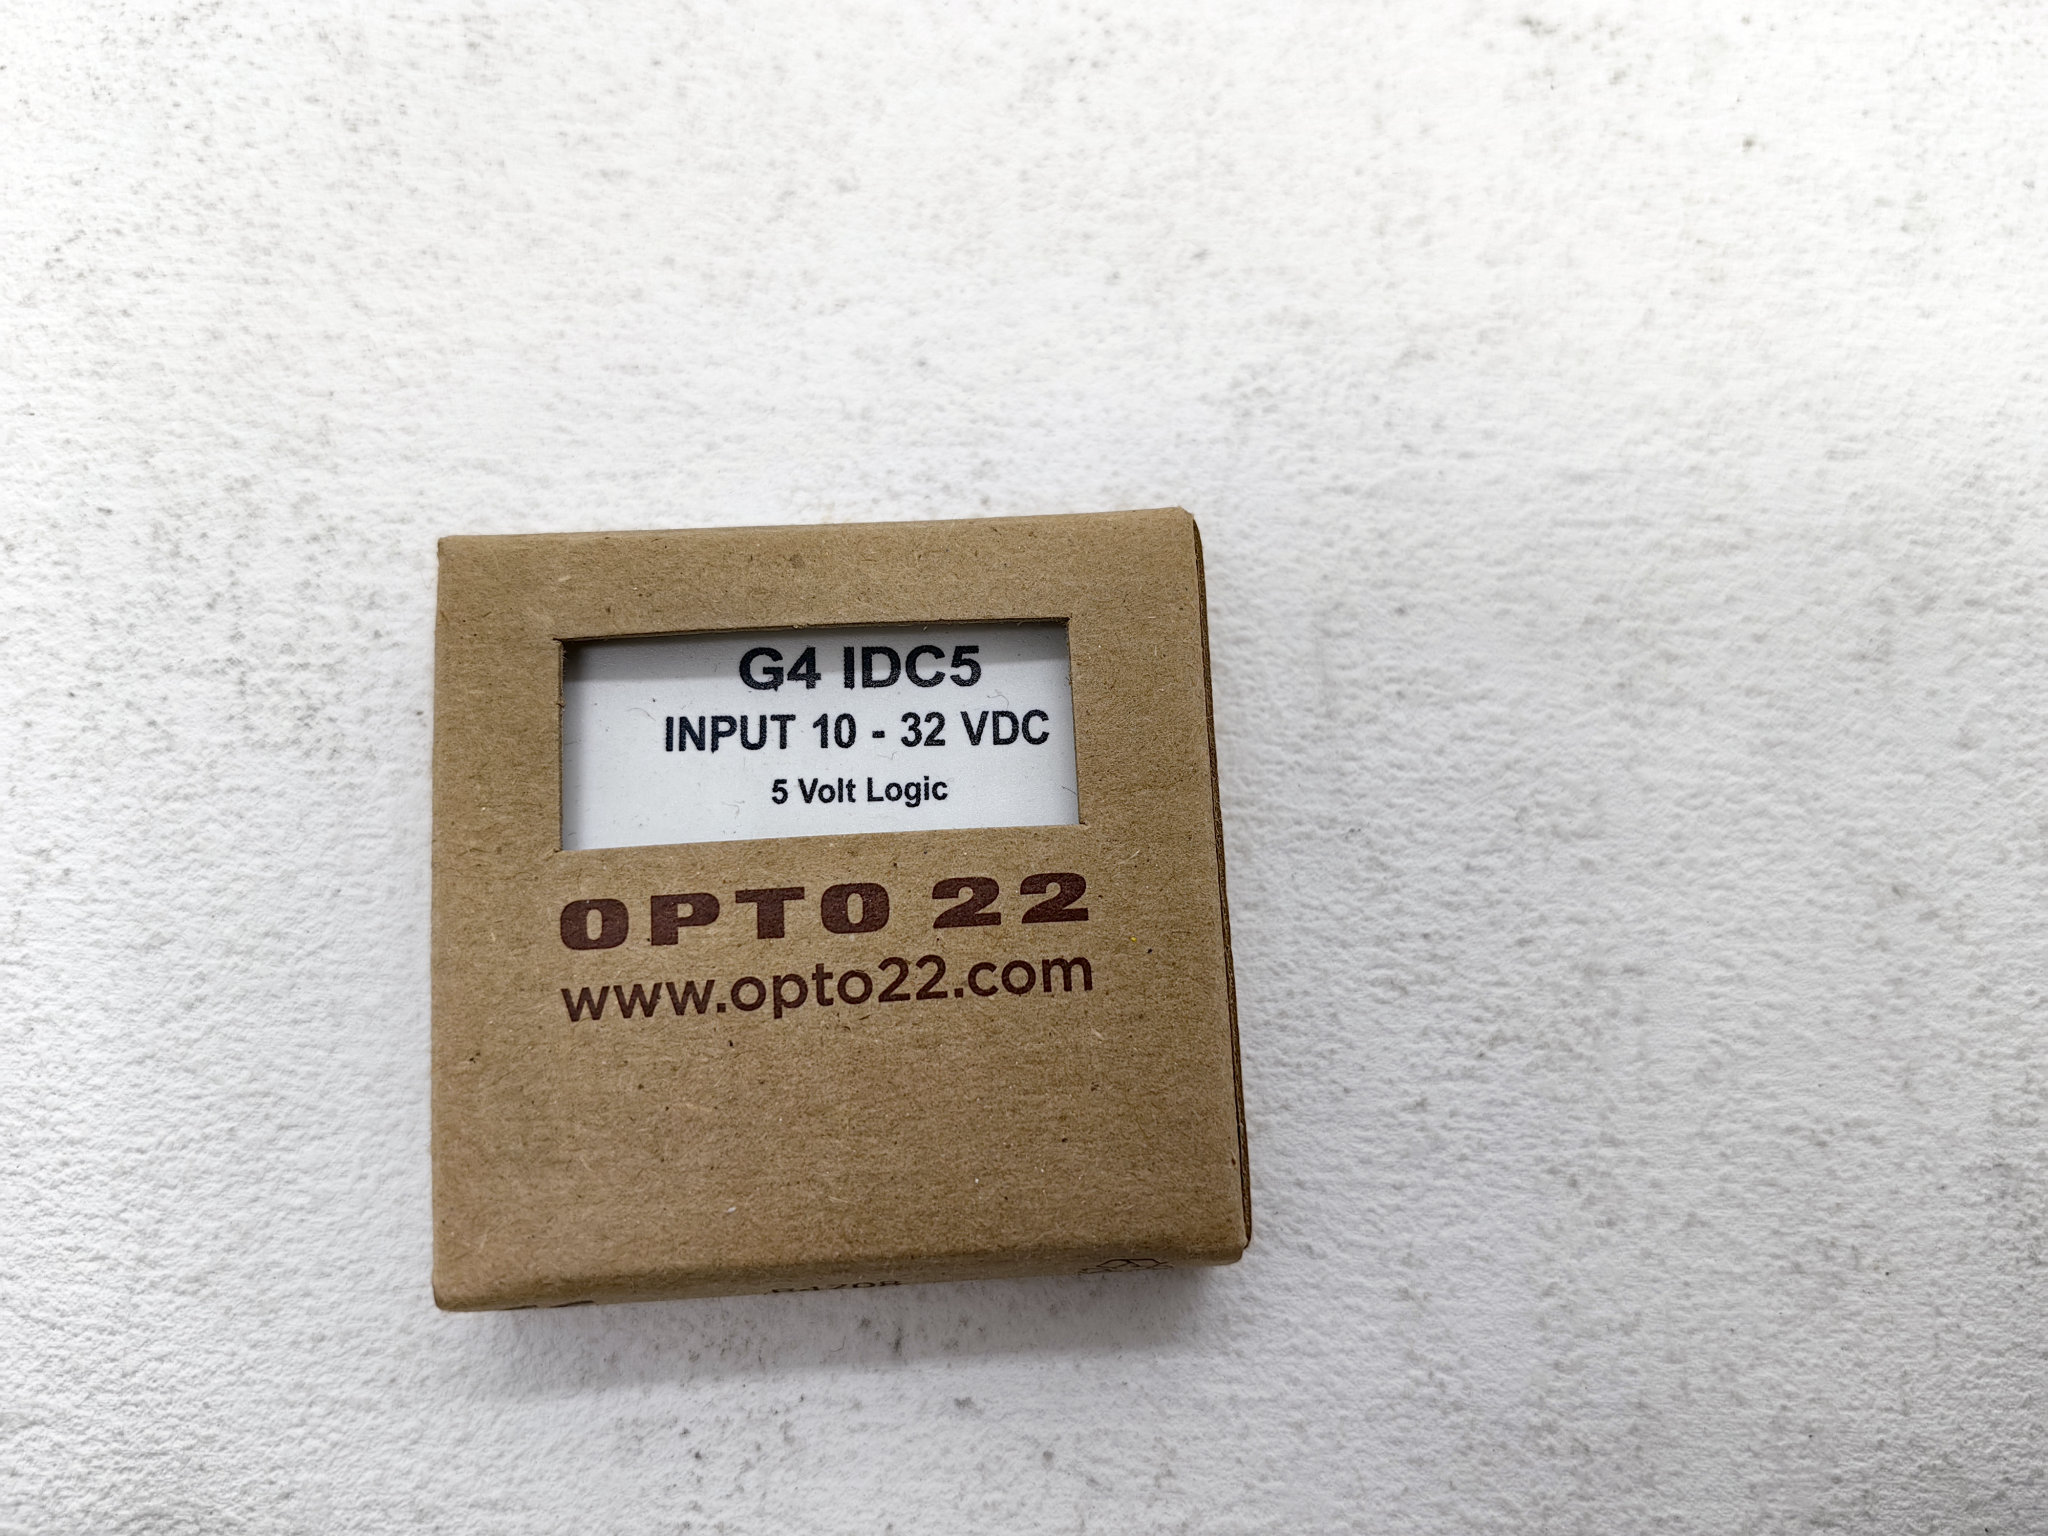 G4 IDC5
INPUT 10 - 32 VDC
5 Volt Logic
OPTO 22
www.opto22.com